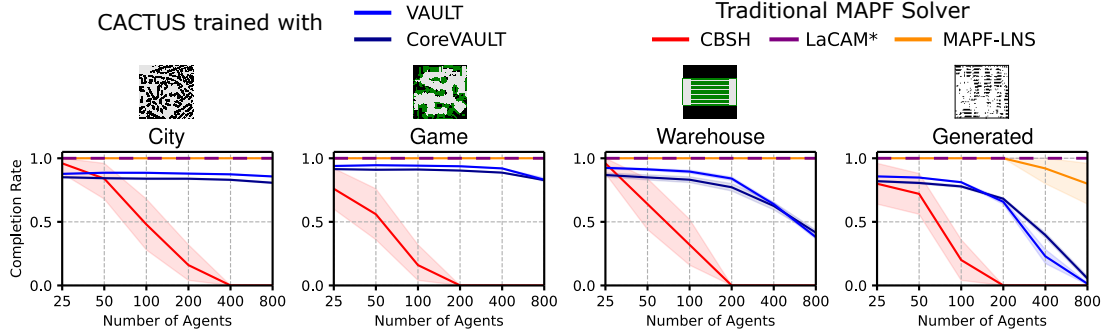 CACTUS trained with
VAULT
CoreVAULT
Traditional MAPF Solver
CBSH
LaCAM*
MAPF-LNS
City
Game
Warehouse
Generated
Completion Rate
1.0
0.5
0.0
25 50 100 200 400 800
Number of Agents
1.0
0.5
0.0
25 50 100 200 400 800
Number of Agents
1.0
0.5
0.0
25 50 100 200 400 800
Number of Agents
1.0
0.5
0.0
25 50 100 200 400 800
Number of Agents